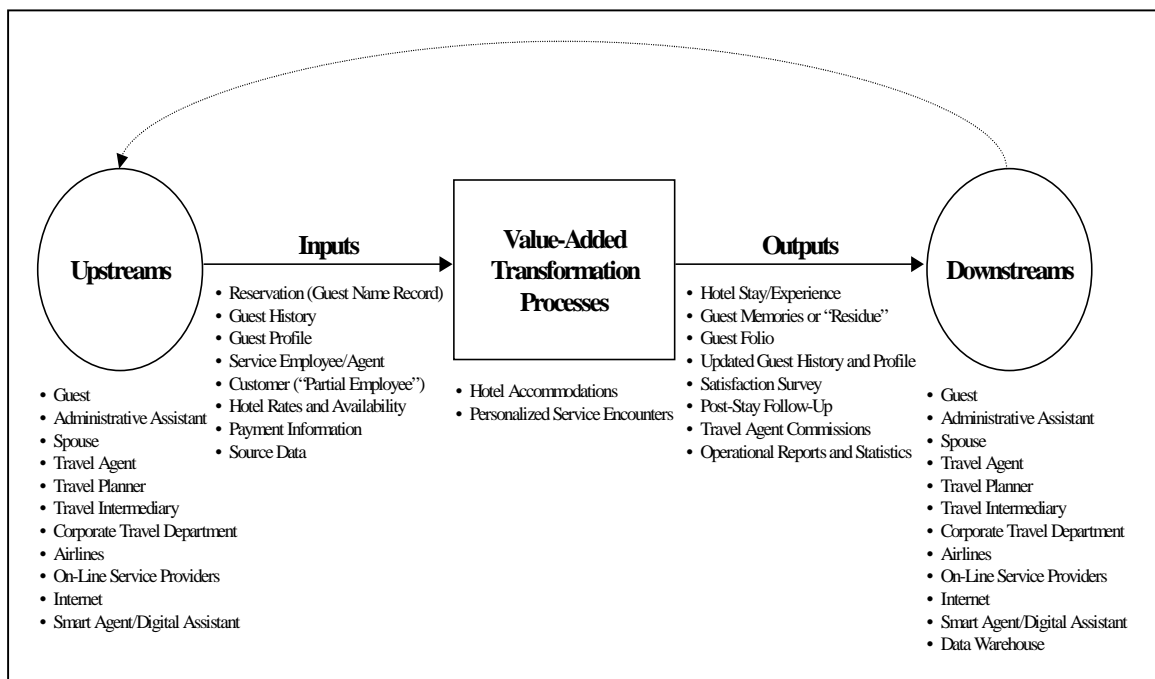 Upstreams
• Guest
• Administrative Assistant
• Spouse
• Travel Agent
• Travel Planner
• Travel Intermediary
• Corporate Travel Department
• Airlines
• On-Line Service Providers
• Internet
• Smart Agent/Digital Assistant
Inputs
• Reservation (Guest Name Record)
• Guest History
• Guest Profile
• Service Employee/Agent
• Customer (“Partial Employee”)
• Hotel Rates and Availability
• Payment Information
• Source Data
Value-Added
Transformation
Processes
• Hotel Accommodations
• Personalized Service Encounters
Outputs
• Hotel Stay/Experience
• Guest Memories or “Residue”
• Guest Folio
• Updated Guest History and Profile
• Satisfaction Survey
• Post-Stay Follow-Up
• Travel Agent Commissions
• Operational Reports and Statistics
Downstreams
• Guest
• Administrative Assistant
• Spouse
• Travel Agent
• Travel Planner
• Travel Intermediary
• Corporate Travel Department
• Airlines
• On-Line Service Providers
• Internet
• Smart Agent/Digital Assistant
• Data Warehouse